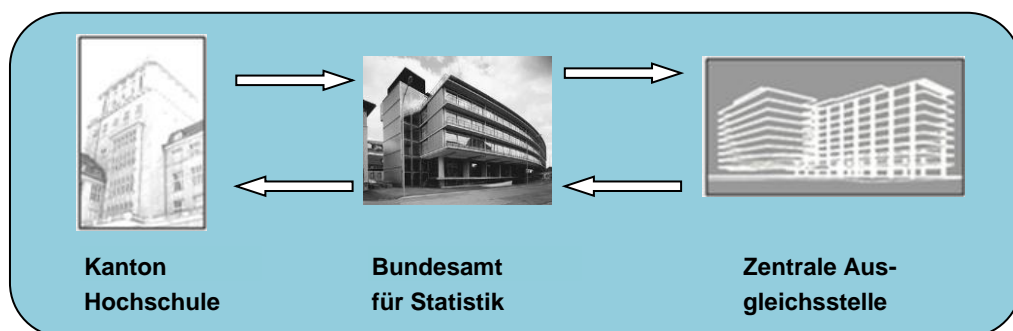 Kanton
Hochschule
Bundesamt
für Statistik
Zentrale Aus-
gleichsstelle